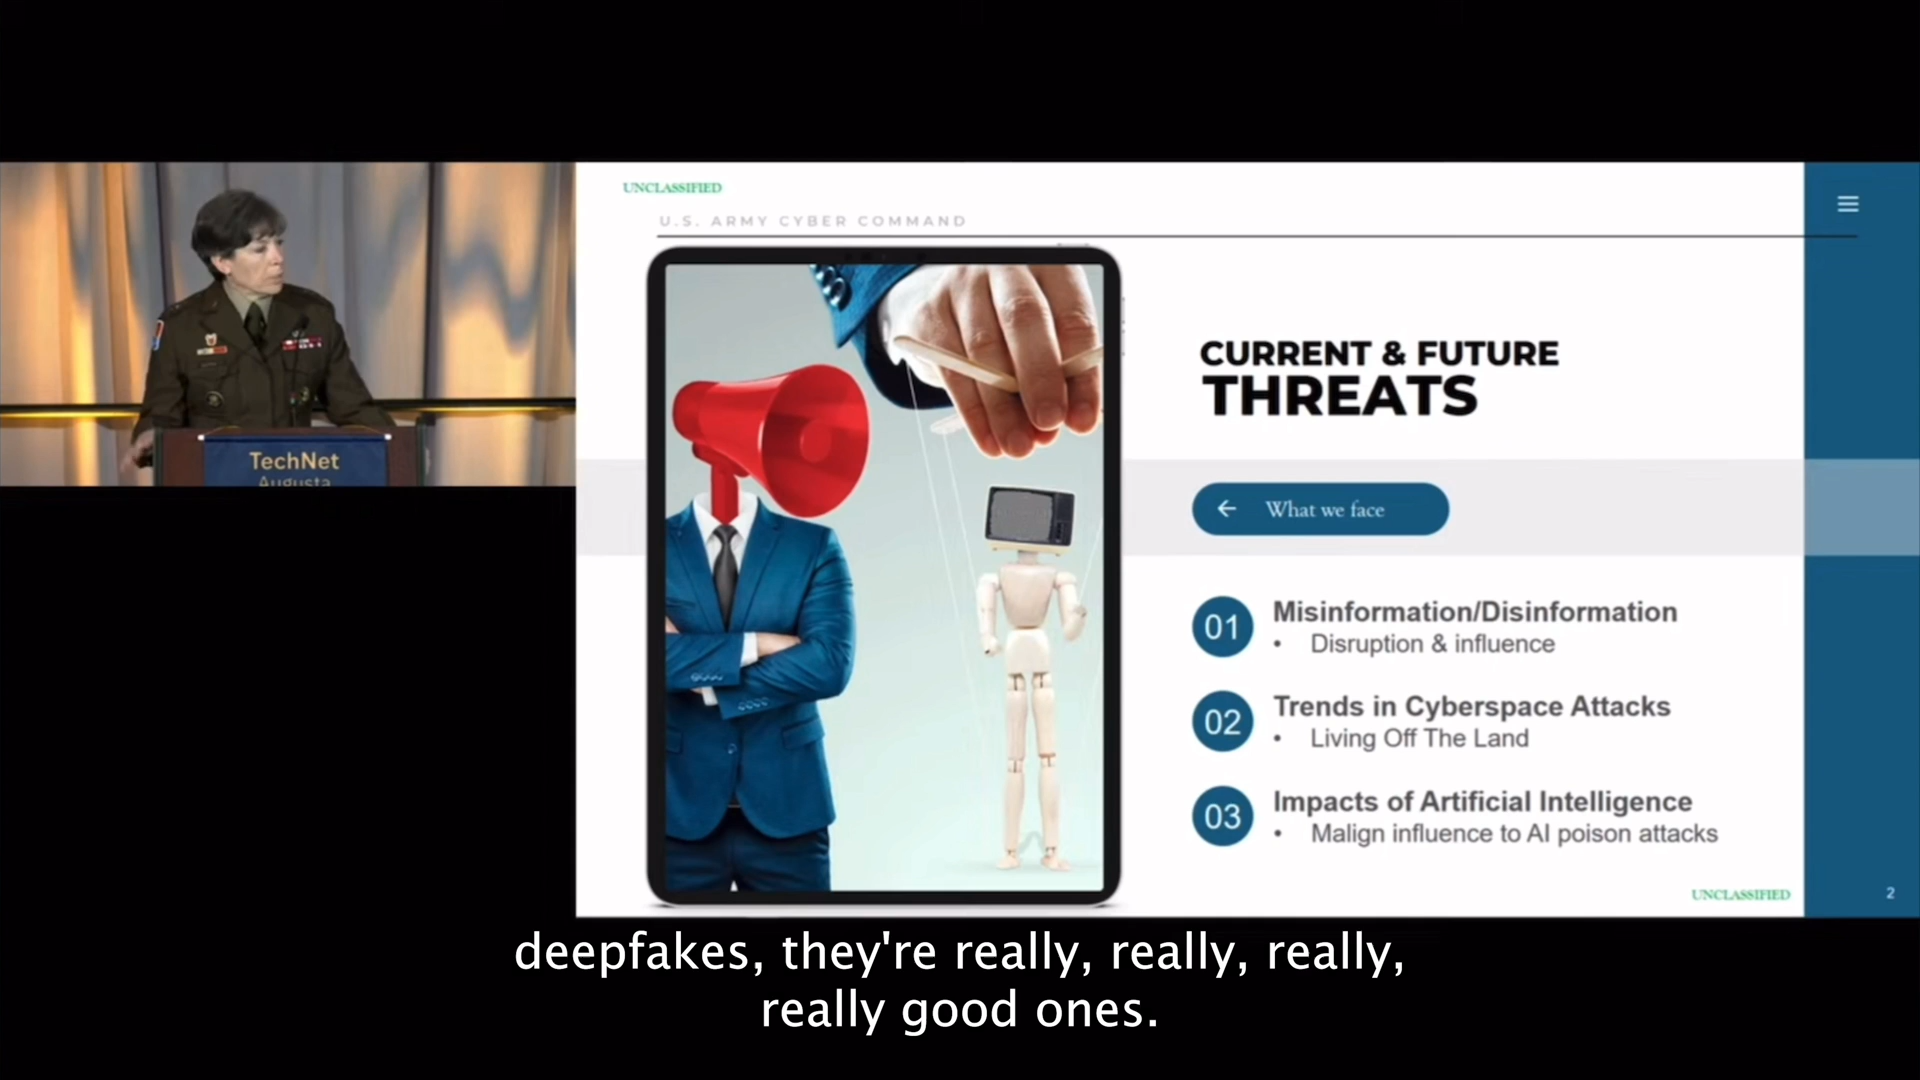 UNCLASSIFIED
U.S. ARMY CYBER COMMAND
CURRENT & FUTURE
THREATS
What we face
01 Misinformation/Disinformation
• Disruption & influence
02 Trends in Cyberspace Attacks
• Living Off The Land
03 Impacts of Artificial Intelligence
• Malign influence to AI poison attacks
UNCLASSIFIED
2
TechNet
Augusta
deepfakes, they're really, really, really,
really good ones.